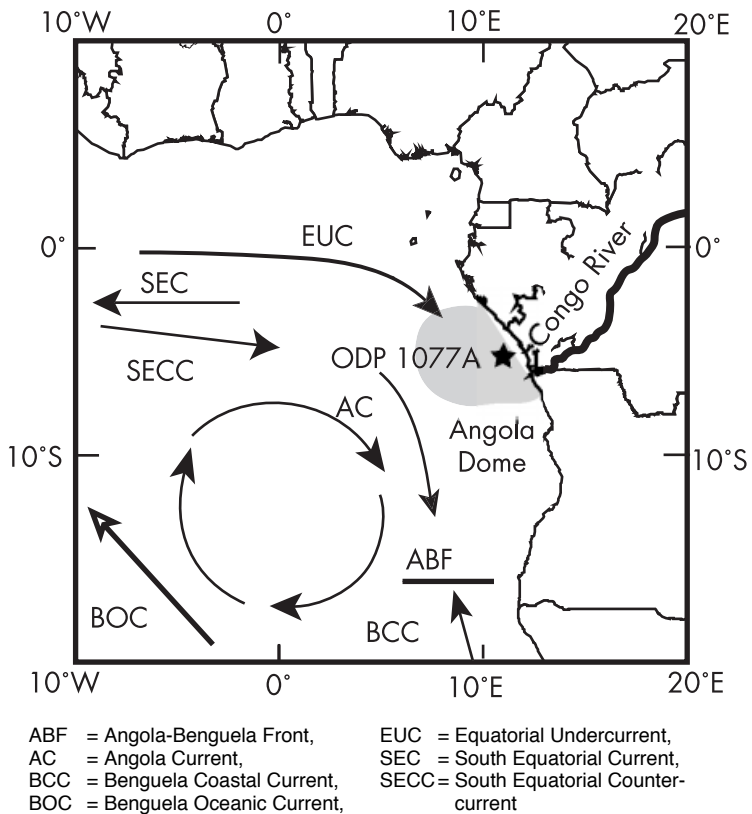 10˚W 0˚ 10˚E 20˚E
EUC
Congo River
0˚ 0˚
SEC
SECC
ODP 1077A
AC
Angola
Dome
10˚S 10˚S
ABF
BOC
BCC
10˚W 0˚ 10˚E 20˚E
ABF = Angola-Benguela Front,
AC = Angola Current,
BCC = Benguela Coastal Current,
BOC = Benguela Oceanic Current,
EUC = Equatorial Undercurrent,
SEC = South Equatorial Current,
SECC = South Equatorial Counter-
current